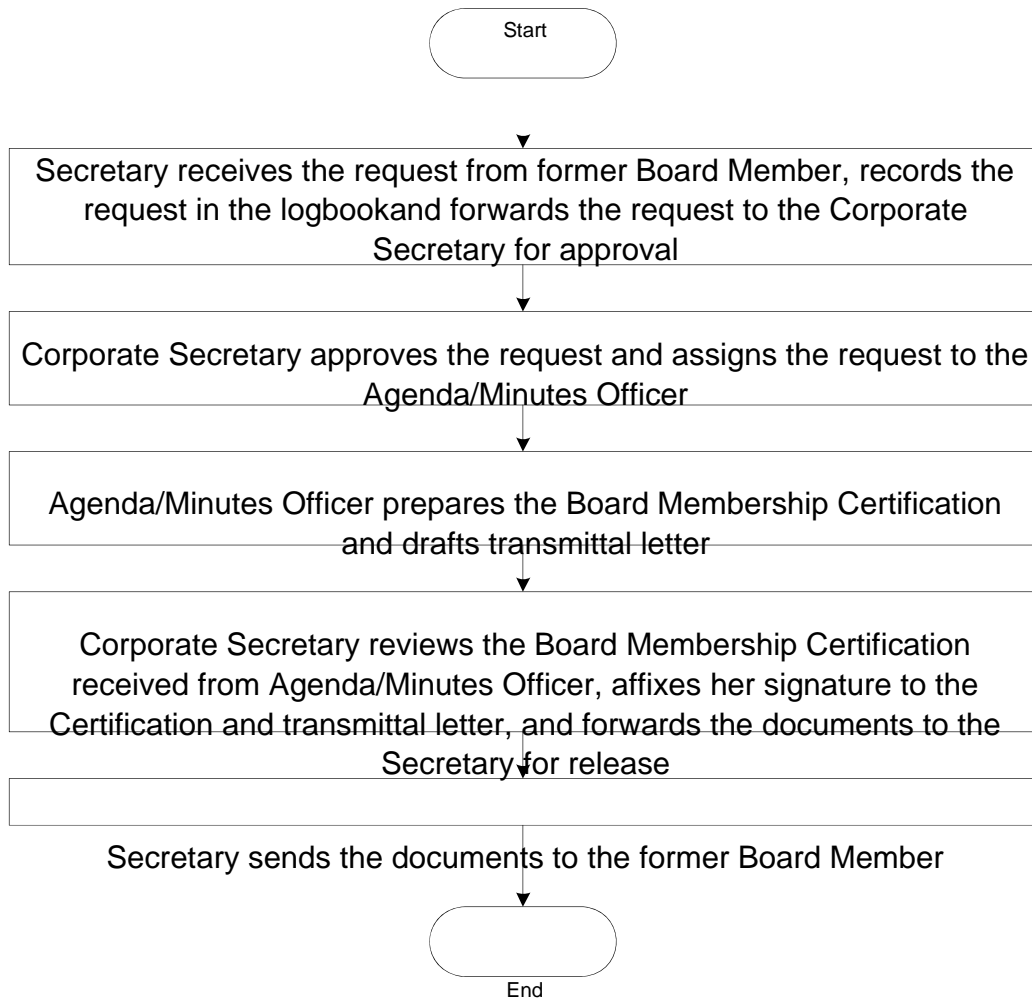 Start
Secretary receives the request from former Board Member, records the
request in the logbookand forwards the request to the Corporate
Secretary for approval
Corporate Secretary approves the request and assigns the request to the
Agenda/Minutes Officer
Agenda/Minutes Officer prepares the Board Membership Certification
and drafts transmittal letter
Corporate Secretary reviews the Board Membership Certification
received from Agenda/Minutes Officer, affixes her signature to the
Certification and transmittal letter, and forwards the documents to the
Secretary for release
Secretary sends the documents to the former Board Member
End